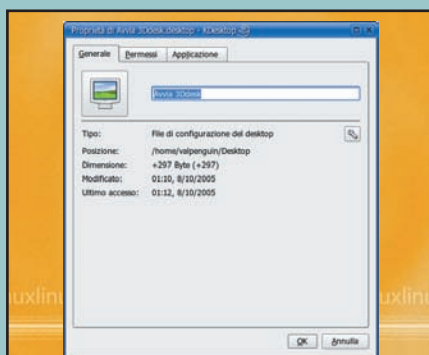 Proprietà di Avvia 3Ddesk.desktop - KDesktop
Generale Permessi Applicazione
Avvia 3Ddesk
Tipo: File di configurazione del desktop
Posizione: /home/valpenguin/Desktop
Dimensione: +297 Byte (+297)
Modificato: 01:10, 8/10/2005
Ultimo accesso: 01:12, 8/10/2005
uxlinu uxlinu
OK Annulla